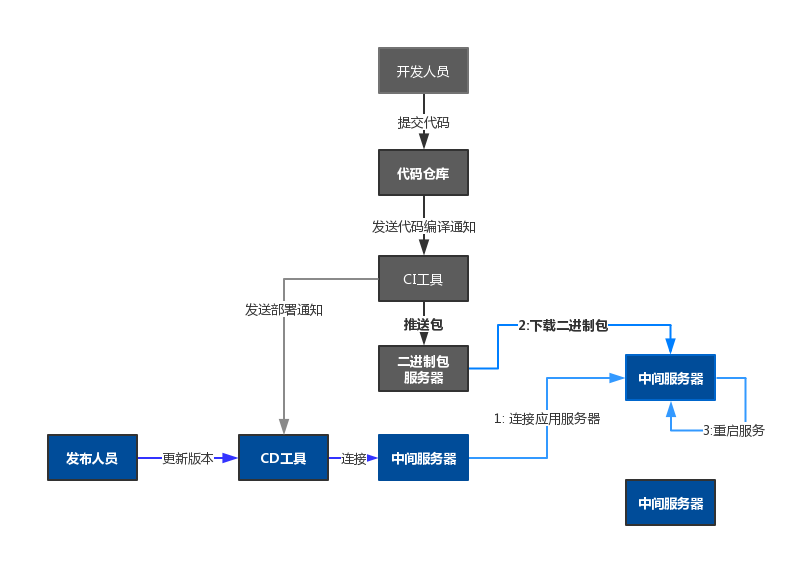 开发人员
提交代码
代码仓库
发送代码编译通知
CI工具
发送部署通知
推送包
2:下载二进制包
二进制包
服务器
中间服务器
1: 连接应用服务器
3:重启服务
发布人员
更新版本
CD工具
连接
中间服务器
中间服务器